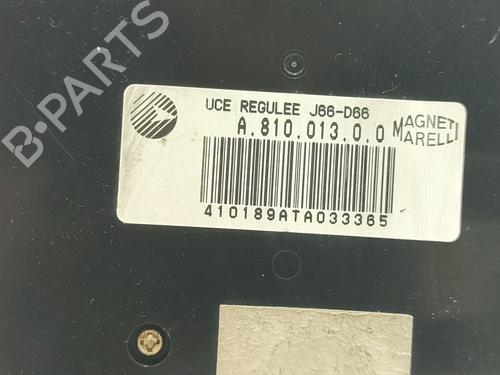 B-PARTS
UCE REGULEE J66-D66
A.810.013.0.0
MAGNETI
MARELLI
410189ATA033365